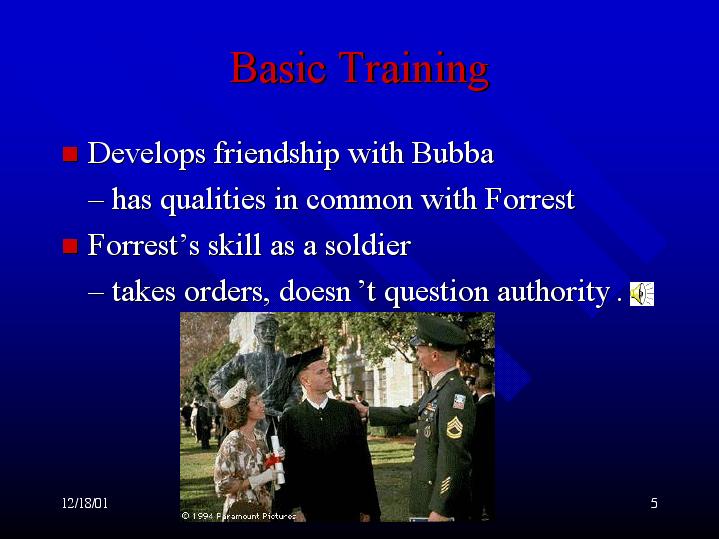 Basic Training
Develops friendship with Bubba
– has qualities in common with Forrest
Forrest’s skill as a soldier
– takes orders, doesn ’t question authority .
© 1994 Paramount Pictures
12/18/01
5